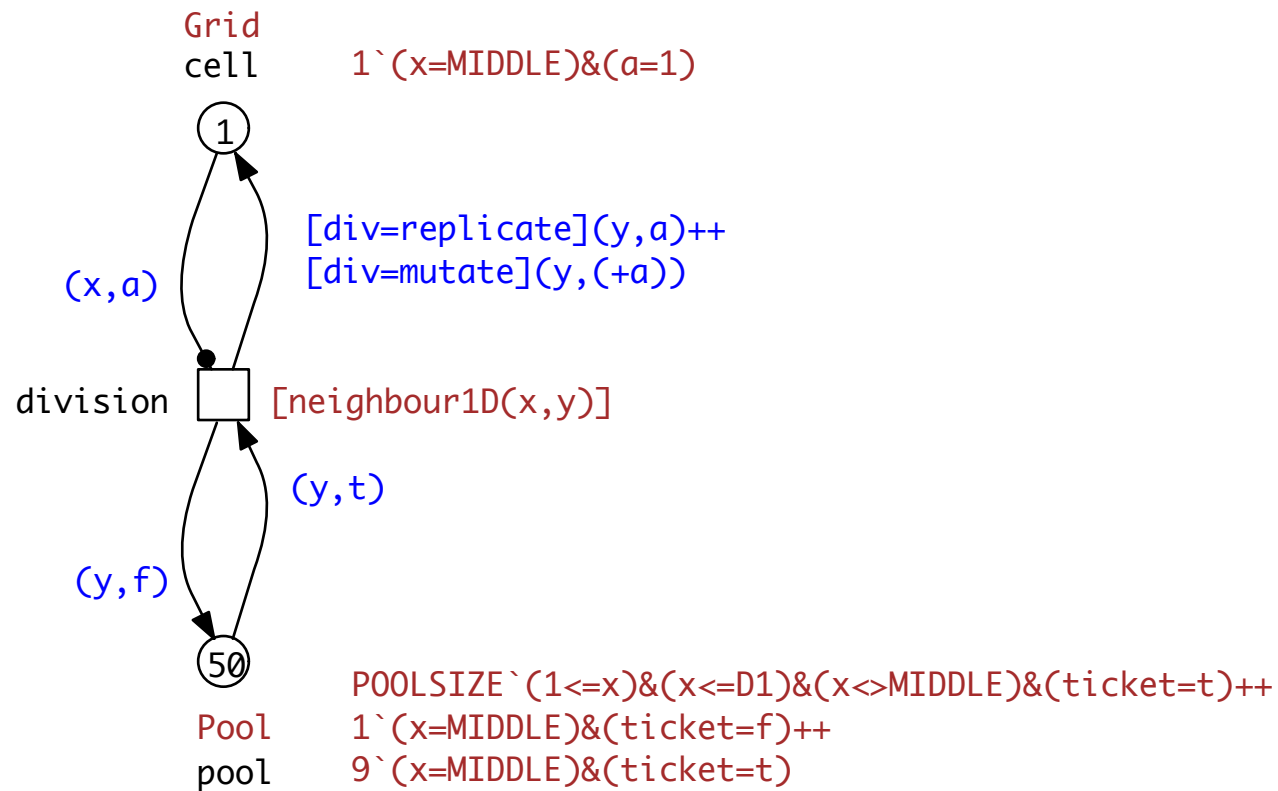 Grid
cell
1`(x=MIDDLE)&(a=1)
1
[div=replicate](y,a)++
[div=mutate](y,(+a))
(x,a)
division
[neighbour1D(x,y)]
(y,t)
(y,f)
50
POOLSIZE`(1<=x)&(x<=D1)&(x<>MIDDLE)&(ticket=t)++
Pool
1`(x=MIDDLE)&(ticket=f)++
pool
9`(x=MIDDLE)&(ticket=t)